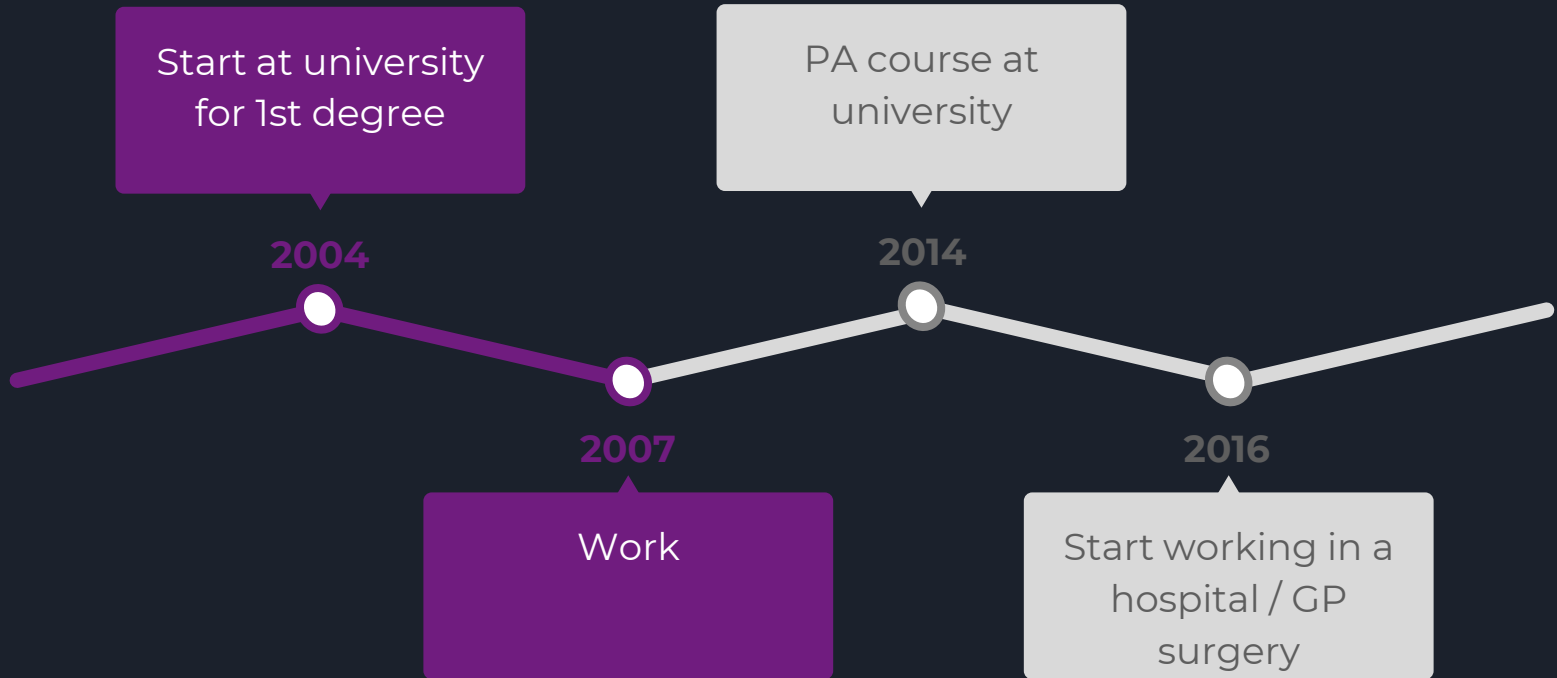 Start at university
for 1st degree
2004
2007
Work
PA course at
university
2014
2016
Start working in a
hospital / GP
surgery